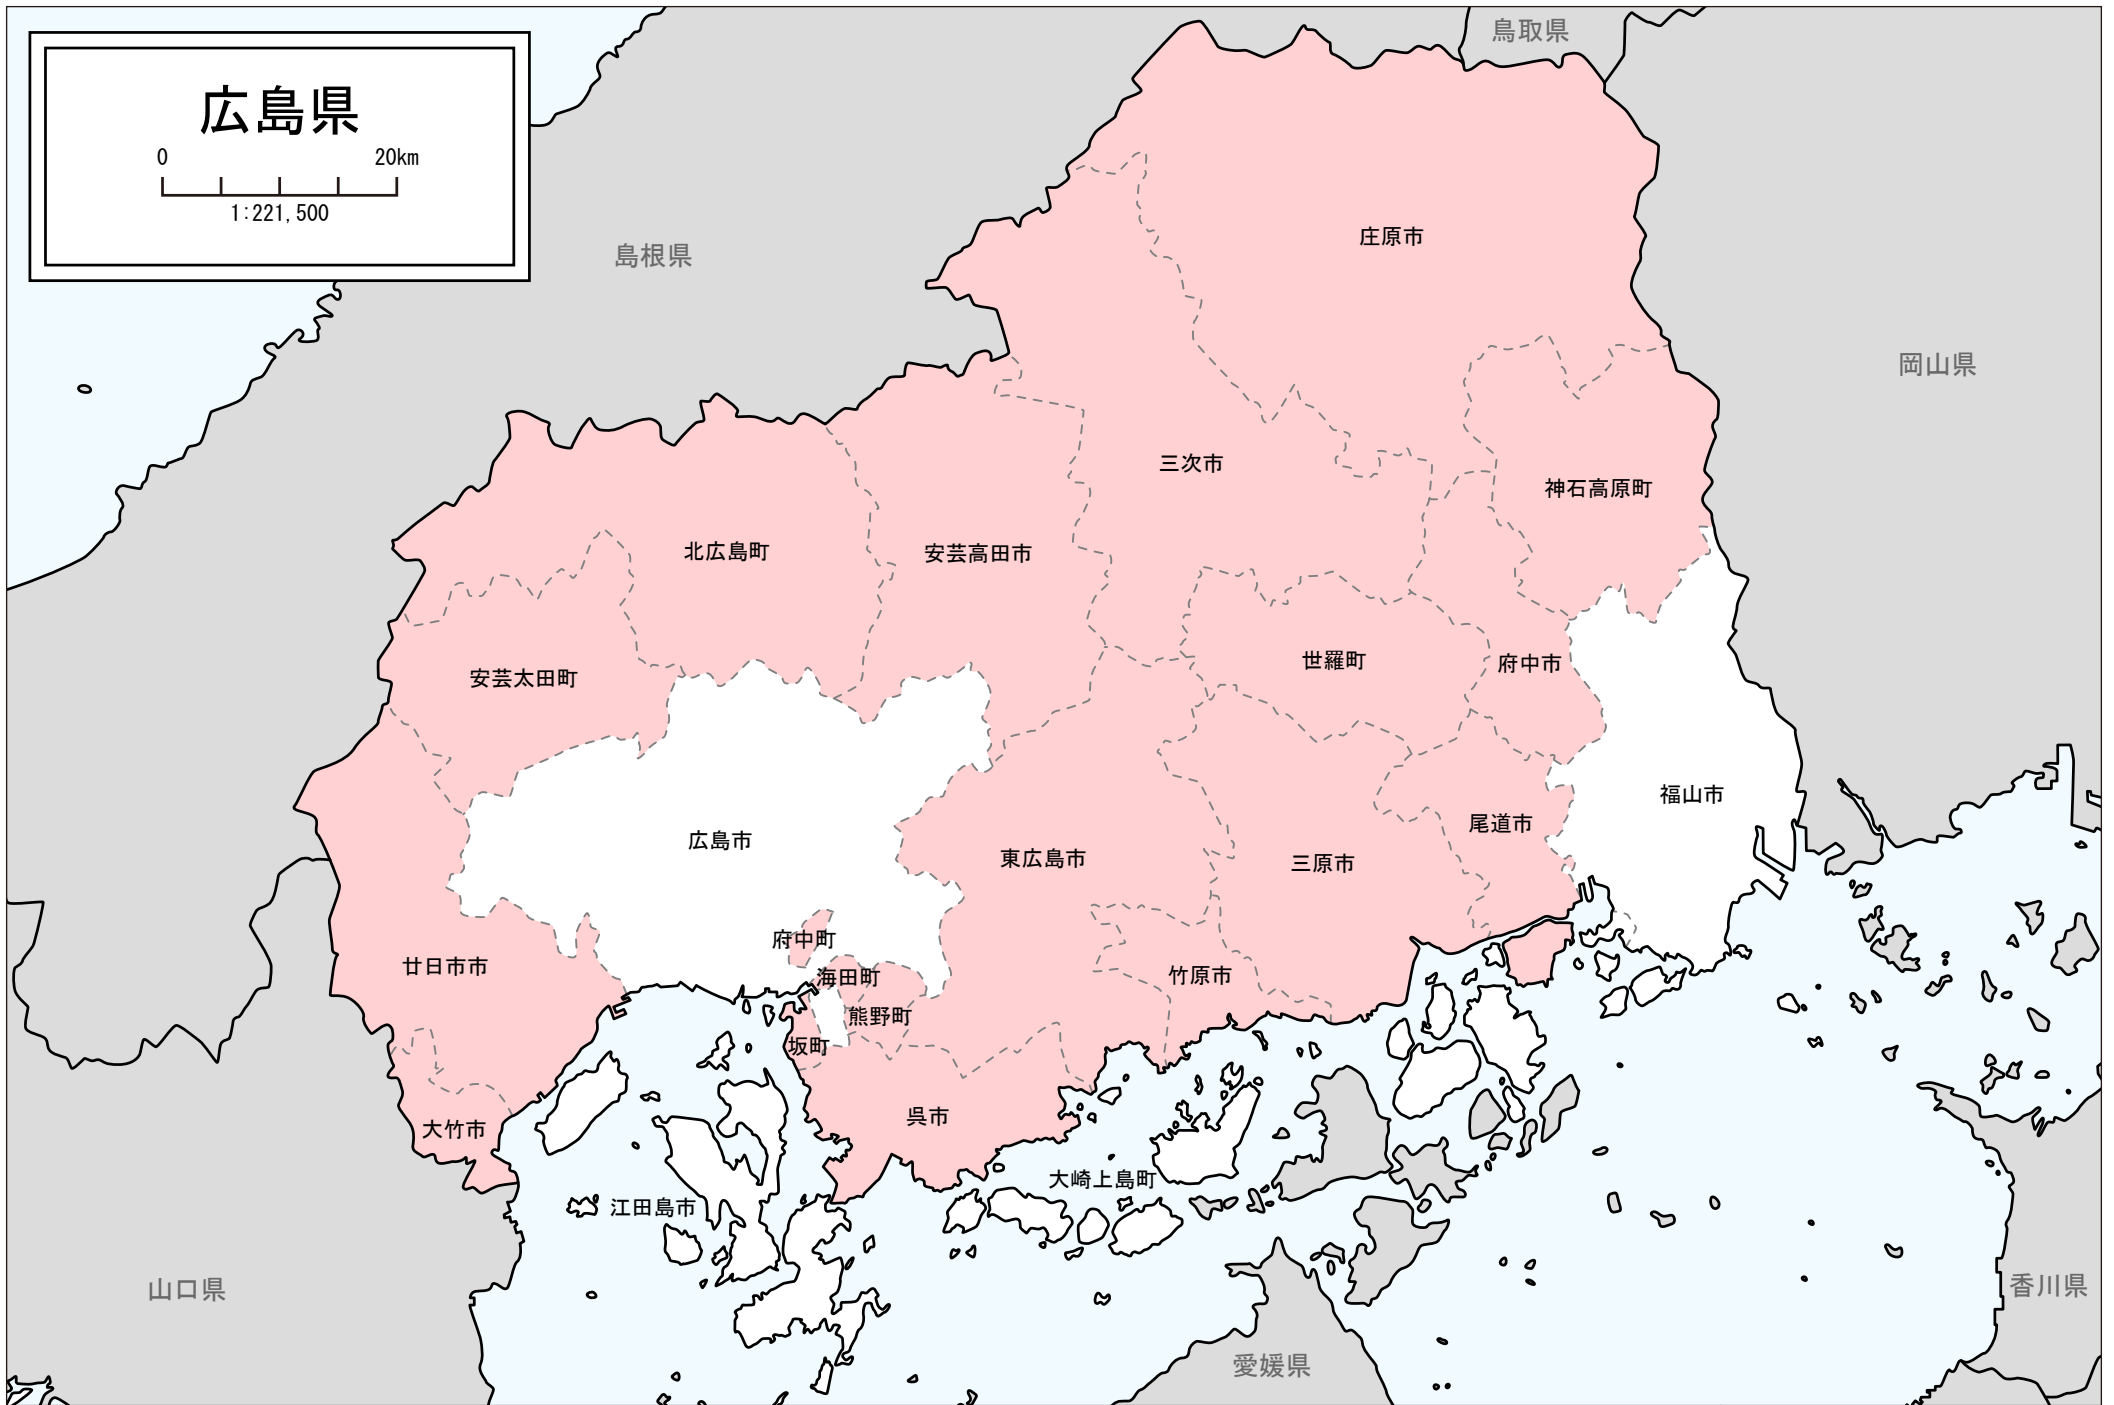 広島県
0 20km
1:221,500
鳥取県
島根県
岡山県
庄原市
三次市
神石高原町
北広島町
安芸高田市
安芸太田町
世羅町
府中市
福山市
広島市
東広島市
三原市
尾道市
府中町
廿日市市
海田町
竹原市
熊野町
坂町
大竹市
呉市
大崎上島町
江田島市
山口県
香川県
愛媛県